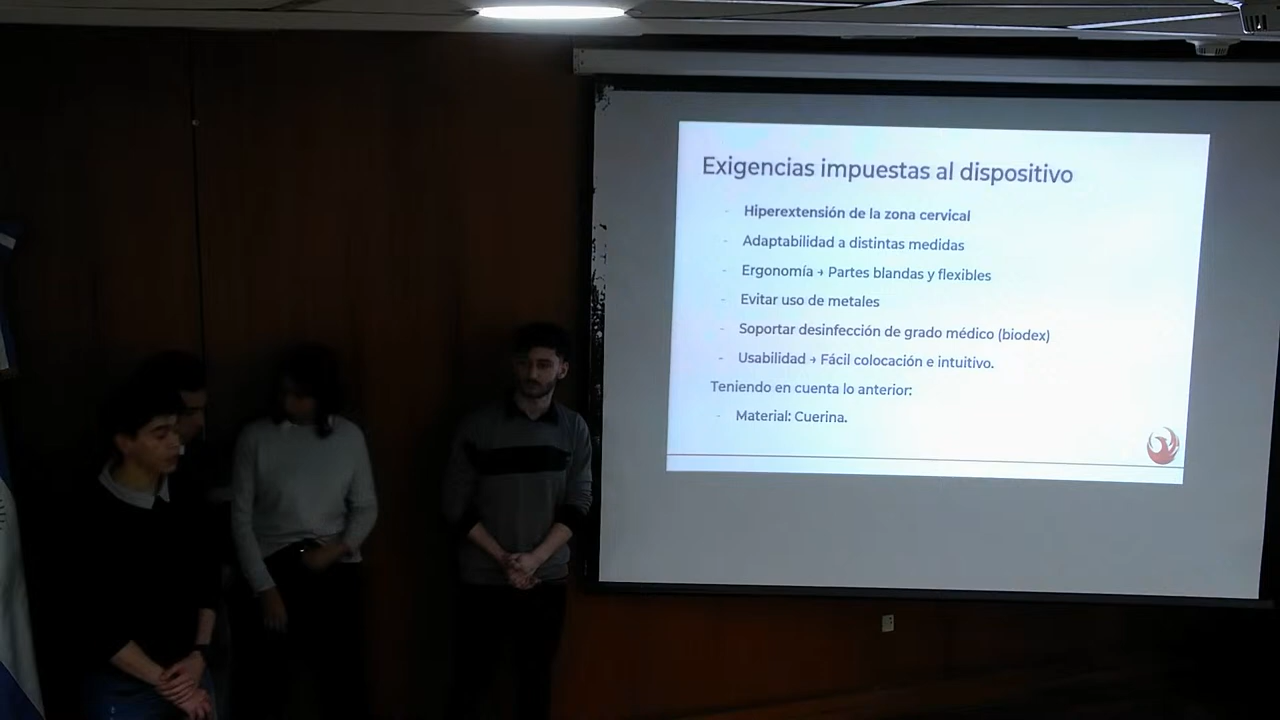 Exigencias impuestas al dispositivo
- Hiperextensión de la zona cervical
- Adaptabilidad a distintas medidas
- Ergonomía → Partes blandas y flexibles
- Evitar uso de metales
- Soportar desinfección de grado médico (biodex)
- Usabilidad → Fácil colocación e intuitivo.
Teniendo en cuenta lo anterior:
- Material: Cuerina.